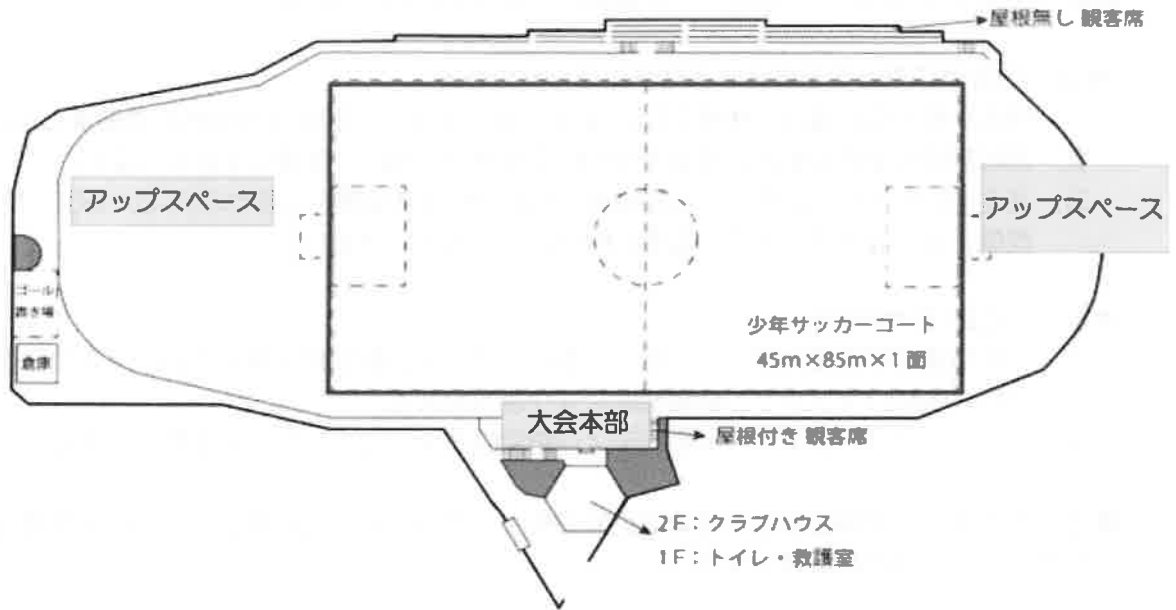 屋根無し 観客席
アップスペース
アップスペース
ゴール
置き場
倉庫
少年サッカーコート
45m×85m×1面
大会本部
屋根付き 観客席
2F：クラブハウス
1F：トイレ・救護室